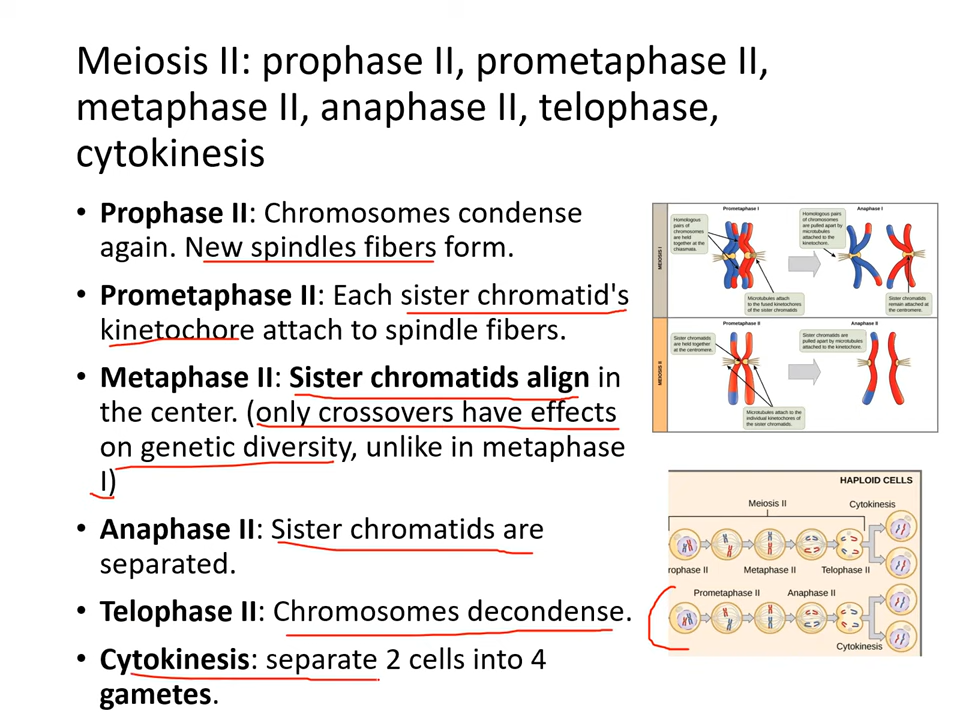 Meiosis II: prophase II, prometaphase II,
metaphase II, anaphase II, telophase,
cytokinesis
• Prophase II: Chromosomes condense
again. New spindles fibers form.
• Prometaphase II: Each sister chromatid's
kinetochore attach to spindle fibers.
• Metaphase II: Sister chromatids align in
the center. (only crossovers have effects
on genetic diversity, unlike in metaphase
I)
• Anaphase II: Sister chromatids are
separated.
• Telophase II: Chromosomes decondense.
• Cytokinesis: separate 2 cells into 4
gametes.
MEIOSIS I
Prometaphase I
Homologous
pairs of
chromosomes
are held
together at the
chiasmata.
Microtubules attach
to the fused kinetochores
of the sister chromatids
Anaphase I
Homologous pairs
of chromosomes
are pulled apart by
microtubules
attached to the
kinetochore.
Sister chromatids
remain attached at
the centromere.
MEIOSIS II
Prometaphase II
Sister chromatids
are held together
at the centromere.
Microtubules attach to the
individual kinetochores
of the sister chromatids.
Anaphase II
Sister chromatids are
pulled apart by microtubules
attached to the kinetochore.
HAPLOID CELLS
Meiosis II
Cytokinesis
rophase II
Metaphase II
Telophase II
Prometaphase II
Anaphase II
Cytokinesis